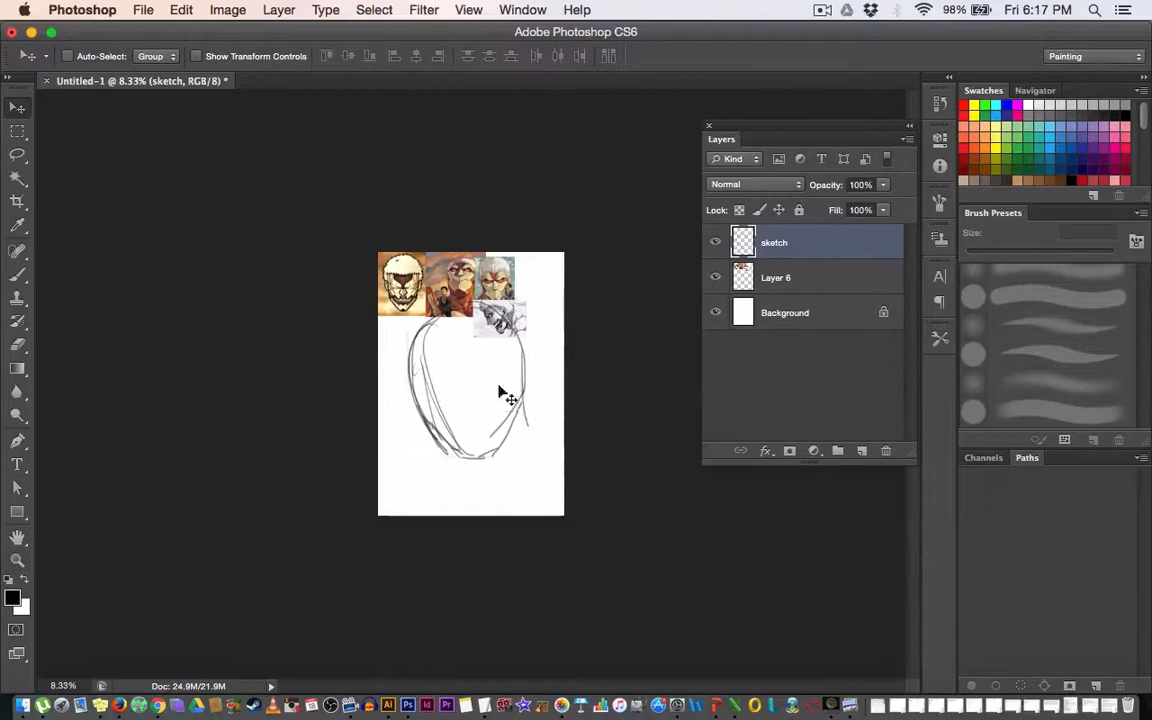 Photoshop File Edit Image Layer Type Select Filter View Window Help 98% Fri 6:17 PM
Adobe Photoshop CS6
Auto-Select: Group Show Transform Controls Painting
Untitled-1 @ 8.33% (sketch, RGB/8) *
Swatches Navigator
Layers
Kind
Normal Opacity: 100%
Lock: Fill: 100%
Brush Presets
Size:
sketch
Layer 6
Background
Channels Paths
fx
8.33% Doc: 24.9M/21.9M